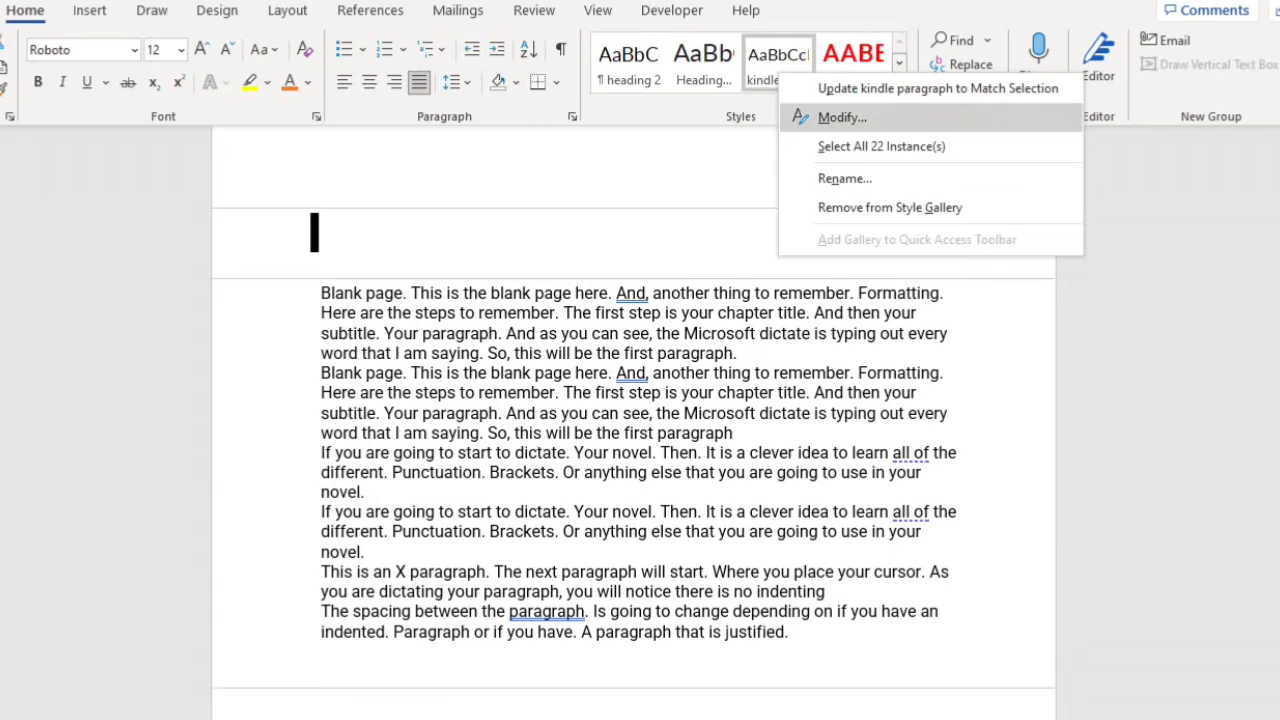 Home Insert Draw Design Layout References Mailings Review View Developer Help Comments
Roboto 12 Aa AaBbC AaBb AaBbCc AABE Find Email
B I U ab x2 x2 A A ¶ heading 2 Heading... kindle Replace Editor Draw Vertical Text Box
Font Paragraph Styles Editor New Group
Update kindle paragraph to Match Selection
Modify...
Select All 22 Instance(s)
Rename...
Remove from Style Gallery
Add Gallery to Quick Access Toolbar
Blank page. This is the blank page here. And, another thing to remember. Formatting.
Here are the steps to remember. The first step is your chapter title. And then your
subtitle. Your paragraph. And as you can see, the Microsoft dictate is typing out every
word that I am saying. So, this will be the first paragraph.
Blank page. This is the blank page here. And, another thing to remember. Formatting.
Here are the steps to remember. The first step is your chapter title. And then your
subtitle. Your paragraph. And as you can see, the Microsoft dictate is typing out every
word that I am saying. So, this will be the first paragraph
If you are going to start to dictate. Your novel. Then. It is a clever idea to learn all of the
different. Punctuation. Brackets. Or anything else that you are going to use in your
novel.
If you are going to start to dictate. Your novel. Then. It is a clever idea to learn all of the
different. Punctuation. Brackets. Or anything else that you are going to use in your
novel.
This is an X paragraph. The next paragraph will start. Where you place your cursor. As
you are dictating your paragraph, you will notice there is no indenting
The spacing between the paragraph. Is going to change depending on if you have an
indented. Paragraph or if you have. A paragraph that is justified.